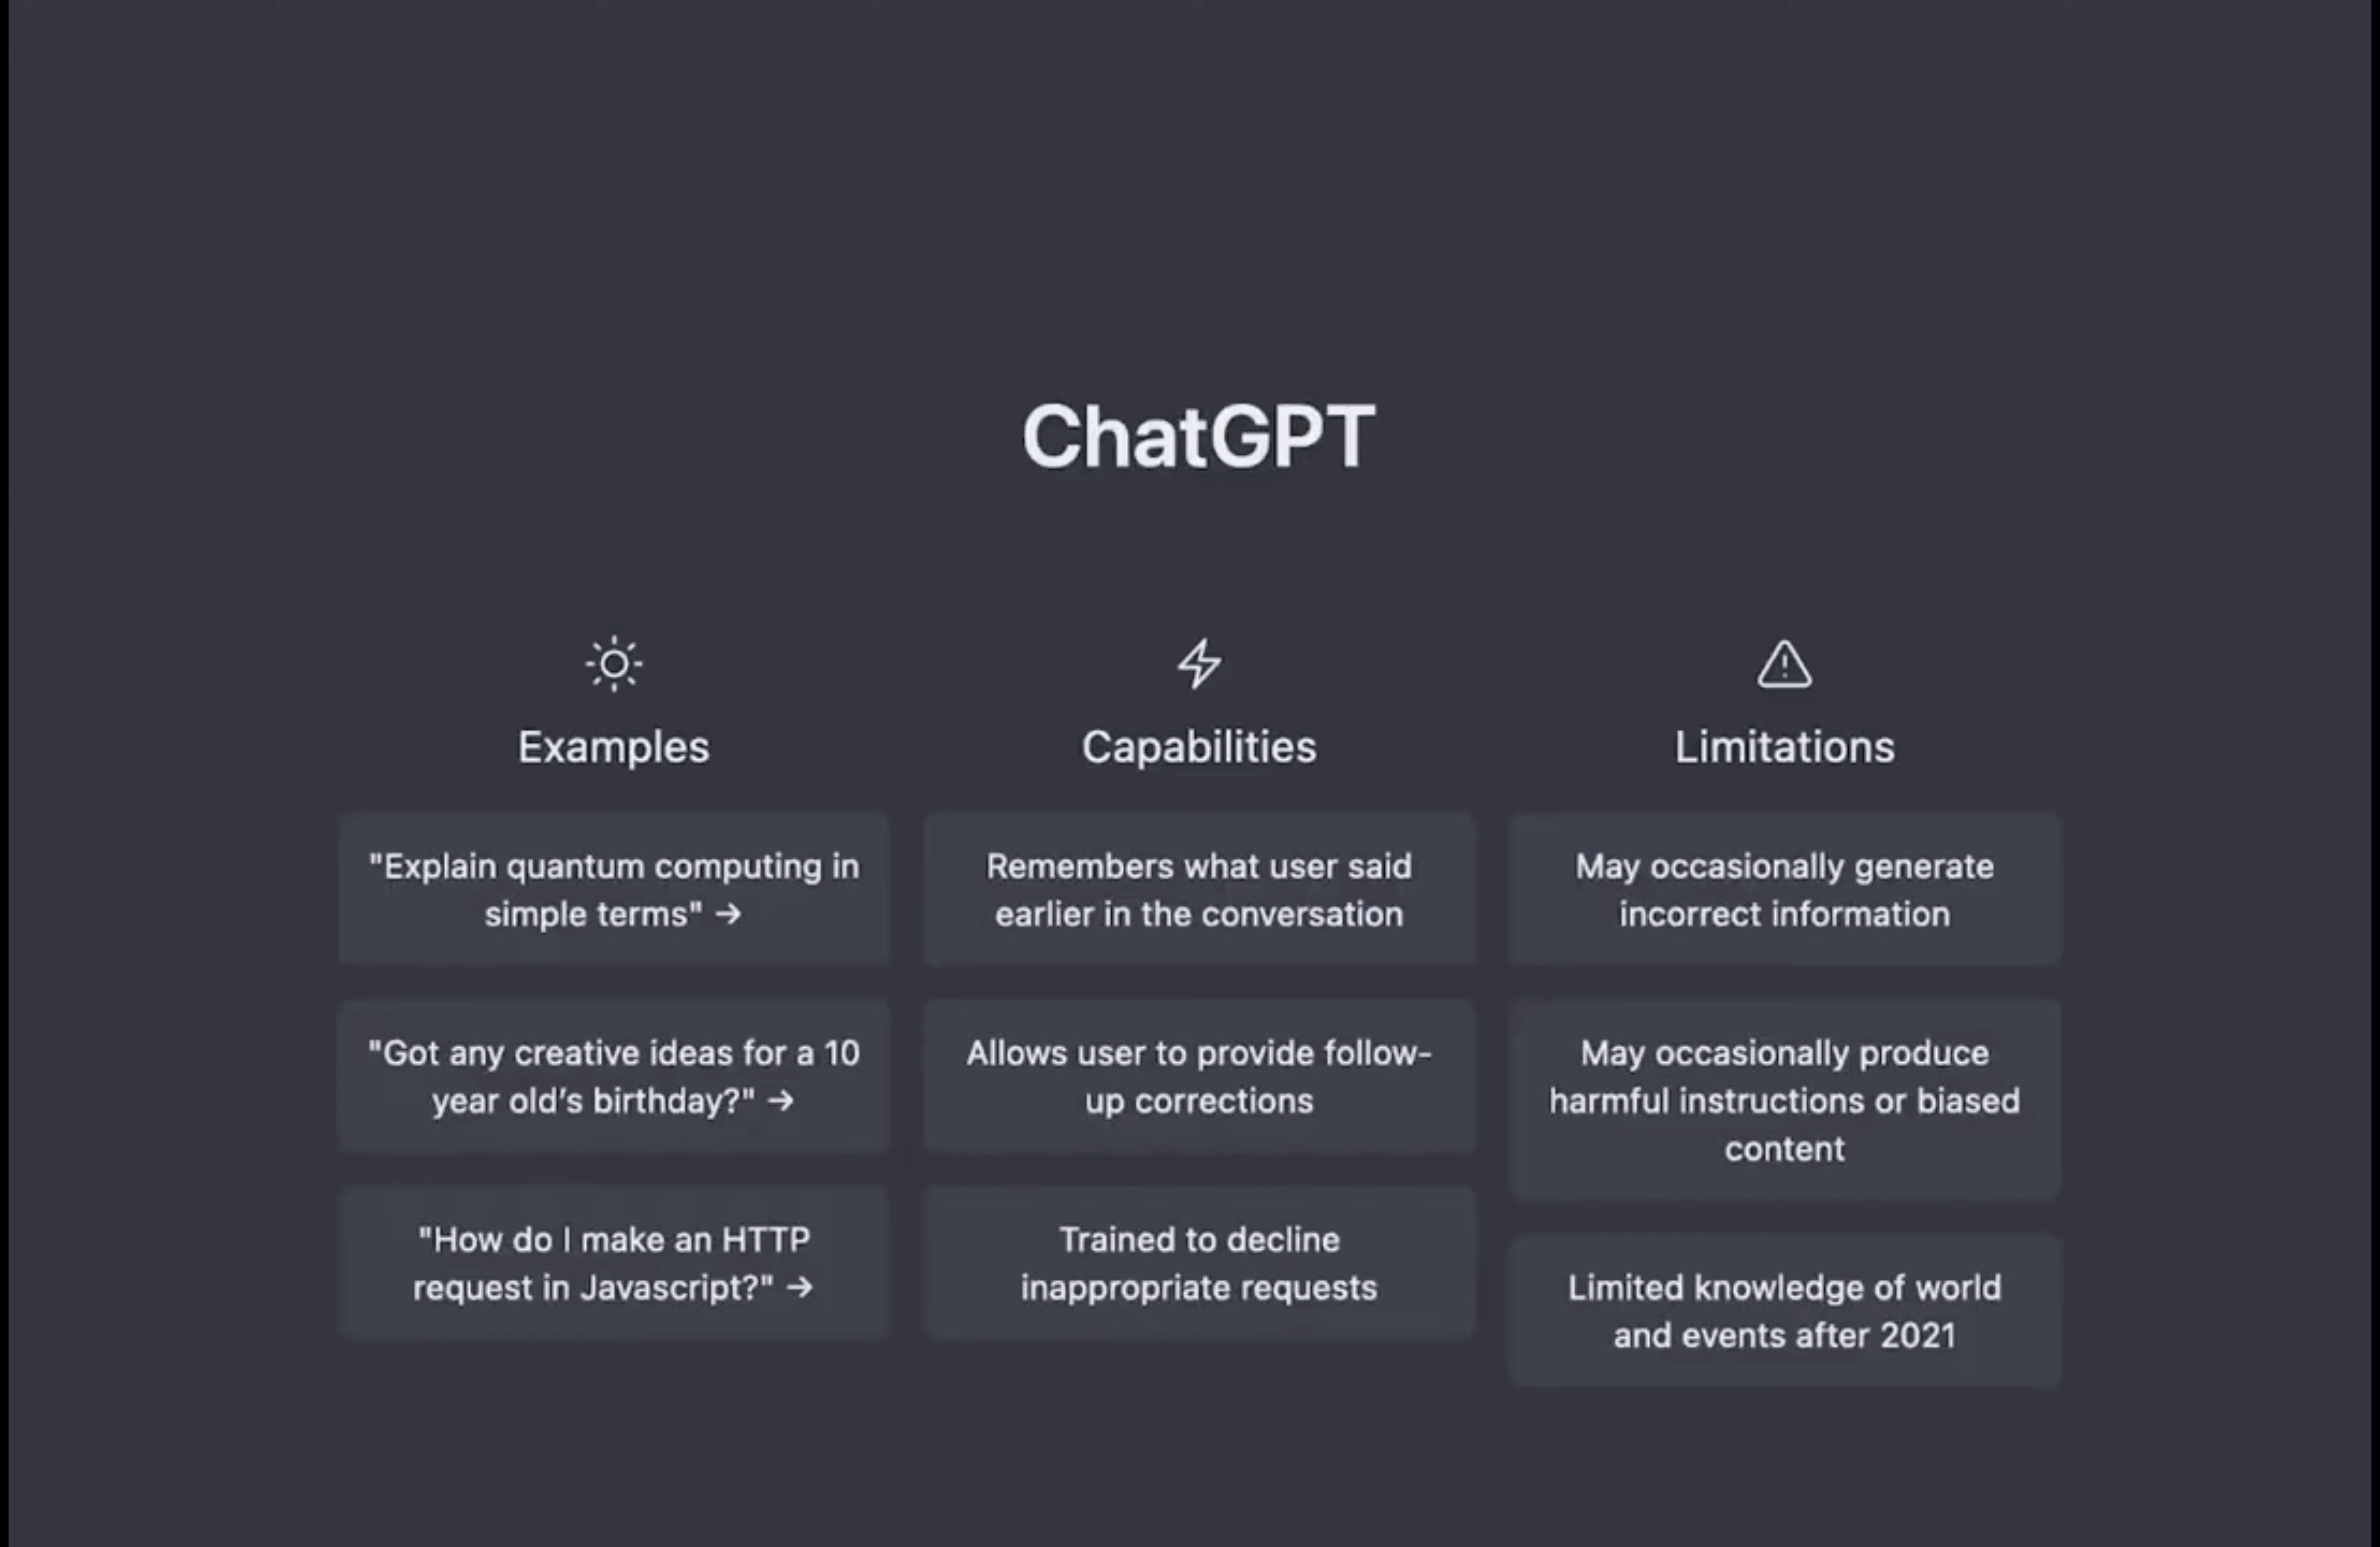 ChatGPT
Examples
"Explain quantum computing in
simple terms" →
"Got any creative ideas for a 10
year old’s birthday?" →
"How do I make an HTTP
request in Javascript?" →
Capabilities
Remembers what user said
earlier in the conversation
Allows user to provide follow-
up corrections
Trained to decline
inappropriate requests
Limitations
May occasionally generate
incorrect information
May occasionally produce
harmful instructions or biased
content
Limited knowledge of world
and events after 2021